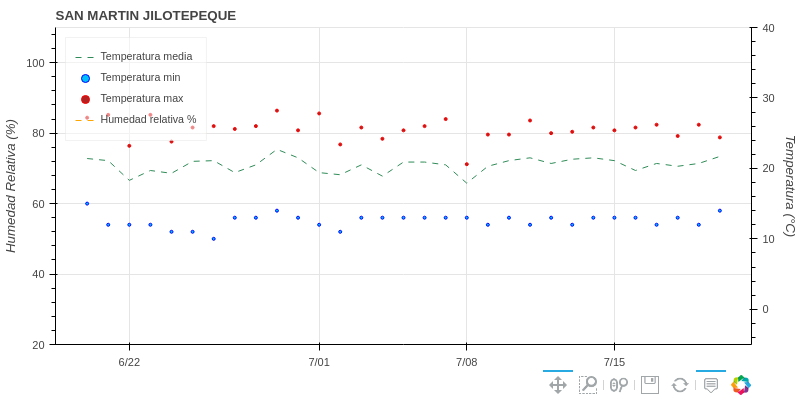 SAN MARTIN JILOTEPEQUE
Temperatura media
Temperatura min
Temperatura max
Humedad relativa %
Humedad Relativa (%)
100
80
60
40
20
Temperatura (°C)
40
30
20
10
0
6/22
7/01
7/08
7/15